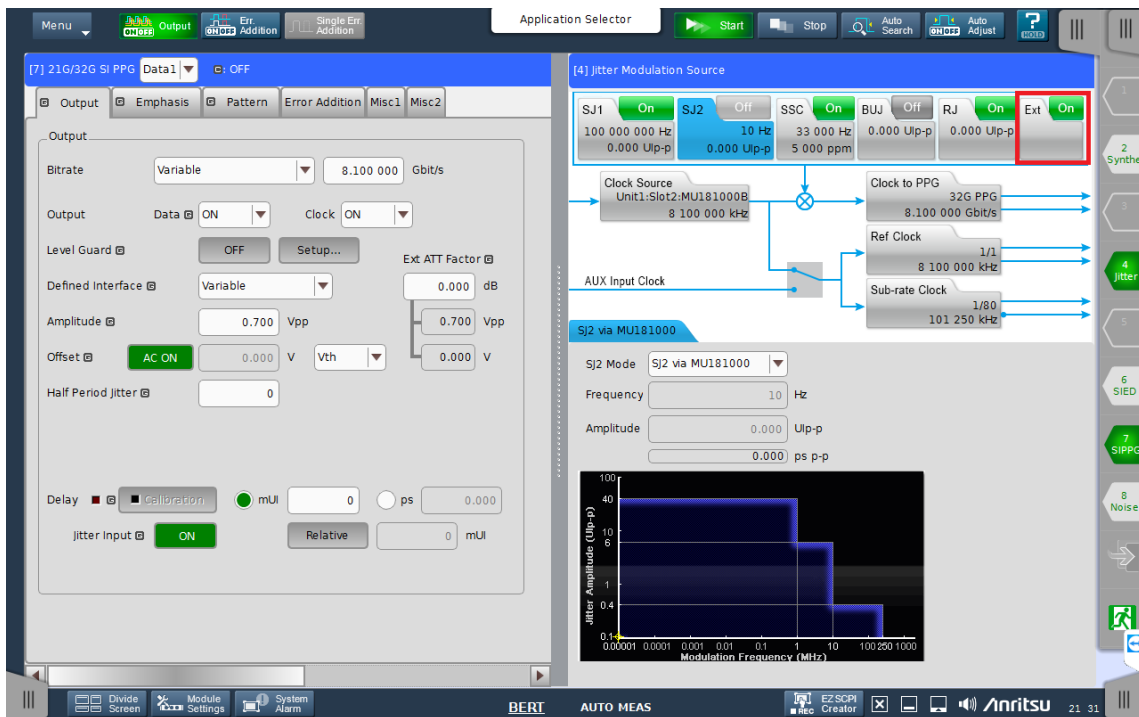 Menu
ON OFF Output
ON OFF Err. Addition
Single Err. Addition
Application Selector
Start
Stop
Auto Search
ON OFF Auto Adjust
?
HOLD
[7] 21G/32G SI PPG Data1 C: OFF
C Output C Emphasis C Pattern Error Addition Misc1 Misc2
Output
Bitrate Variable 8.100 000 Gbit/s
Output Data C ON Clock ON
Level Guard C OFF Setup...
Ext ATT Factor C
Defined Interface C Variable 0.000 dB
Amplitude C 0.700 Vpp 0.700 Vpp
Offset C AC ON 0.000 V Vth 0.000 V
Half Period Jitter C 0
Delay C Calibration mUI 0 ps 0.000
Jitter Input C ON Relative 0 mUI
[4] Jitter Modulation Source
SJ1 On SJ2 Off SSC On BUJ Off RJ On Ext On
100 000 000 Hz 10 Hz 33 000 Hz 0.000 UIp-p 0.000 UIp-p
0.000 UIp-p 0.000 UIp-p 5 000 ppm
Clock Source
Unit1:Slot2:MU181000B
8 100 000 kHz
Clock to PPG
32G PPG
8.100 000 Gbit/s
Ref Clock
1/1
8 100 000 kHz
AUX Input Clock
Sub-rate Clock
1/80
101 250 kHz
SJ2 via MU181000
SJ2 Mode SJ2 via MU181000
Frequency 10 Hz
Amplitude 0.000 UIp-p
0.000 ps p-p
Jitter Amplitude (UIp-p)
100
40
10
6
1
0.4
0.1
0.00001 0.0001 0.001 0.01 0.1 1 10 100 250 1000
Modulation Frequency (MHz)
1
2
Synthe
3
4
Jitter
5
6
SIED
7
SIPPG
8
Noise
Divide Screen
Module Settings
System Alarm
BERT
AUTO MEAS
REC EZSCPI Creator
Anritsu
21 31